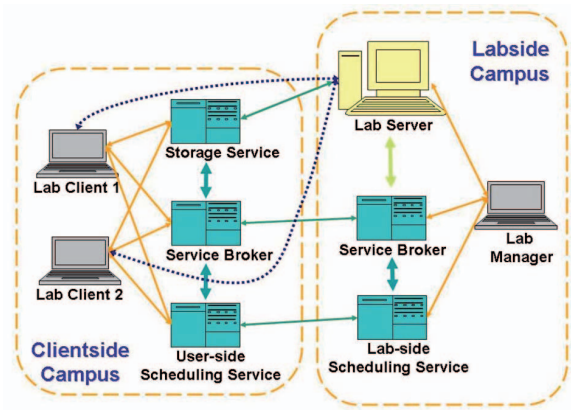 Labside
Campus
Lab Server
Storage Service
Lab Client 1
Service Broker
Service Broker
Lab
Manager
Lab Client 2
Clientside
Campus
User-side
Scheduling Service
Lab-side
Scheduling Service